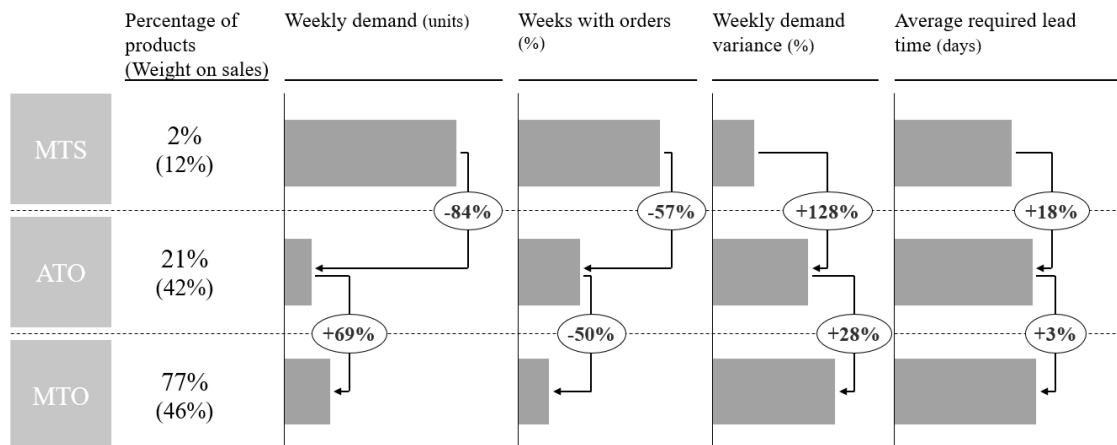 Percentage of
products
(Weight on sales)
Weekly demand (units)
Weeks with orders
(%)
Weekly demand
variance (%)
Average required lead
time (days)
MTS
2%
(12%)
-84%
-57%
+128%
+18%
ATO
21%
(42%)
+69%
-50%
+28%
+3%
MTO
77%
(46%)